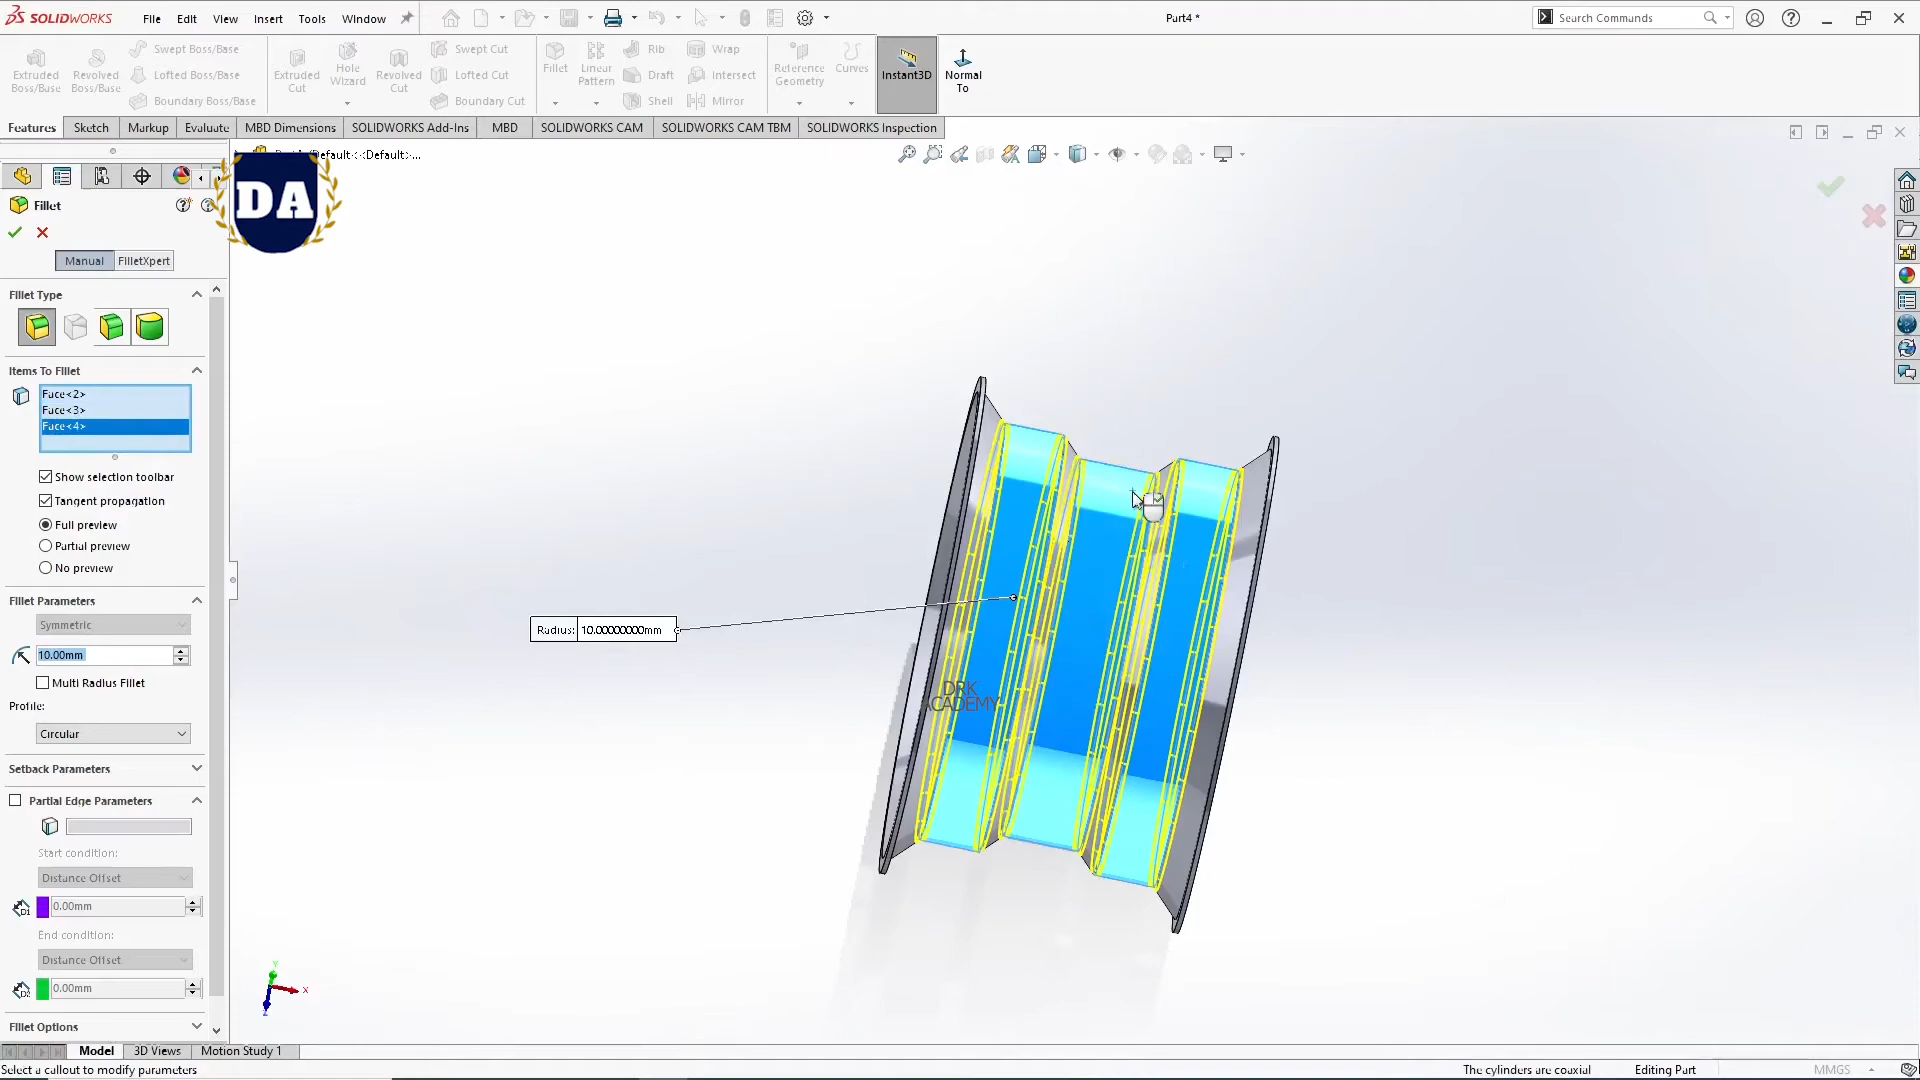 SOLIDWORKS
File
Edit
View
Insert
Tools
Window
Part4 *
Search Commands
Extruded Boss/Base
Revolved Boss/Base
Swept Boss/Base
Lofted Boss/Base
Boundary Boss/Base
Extruded Cut
Hole Wizard
Revolved Cut
Swept Cut
Lofted Cut
Boundary Cut
Fillet
Linear Pattern
Rib
Draft
Shell
Wrap
Intersect
Mirror
Reference Geometry
Curves
Instant3D
Normal To
Features
Sketch
Markup
Evaluate
MBD Dimensions
SOLIDWORKS Add-Ins
MBD
SOLIDWORKS CAM
SOLIDWORKS CAM TBM
SOLIDWORKS Inspection
(Default<<Default>...
DA
Fillet
Manual
FilletXpert
Fillet Type
Items To Fillet
Face<2>
Face<3>
Face<4>
Show selection toolbar
Tangent propagation
Full preview
Partial preview
No preview
Fillet Parameters
Symmetric
10.00mm
Multi Radius Fillet
Profile:
Circular
Setback Parameters
Partial Edge Parameters
Start condition:
Distance Offset
D1
0.00mm
End condition:
Distance Offset
D2
0.00mm
Fillet Options
Radius: 10.00000000mm
DRK
ACADEMY
Y
X
Z
Model
3D Views
Motion Study 1
Select a callout to modify parameters
The cylinders are coaxial
Editing Part
MMGS